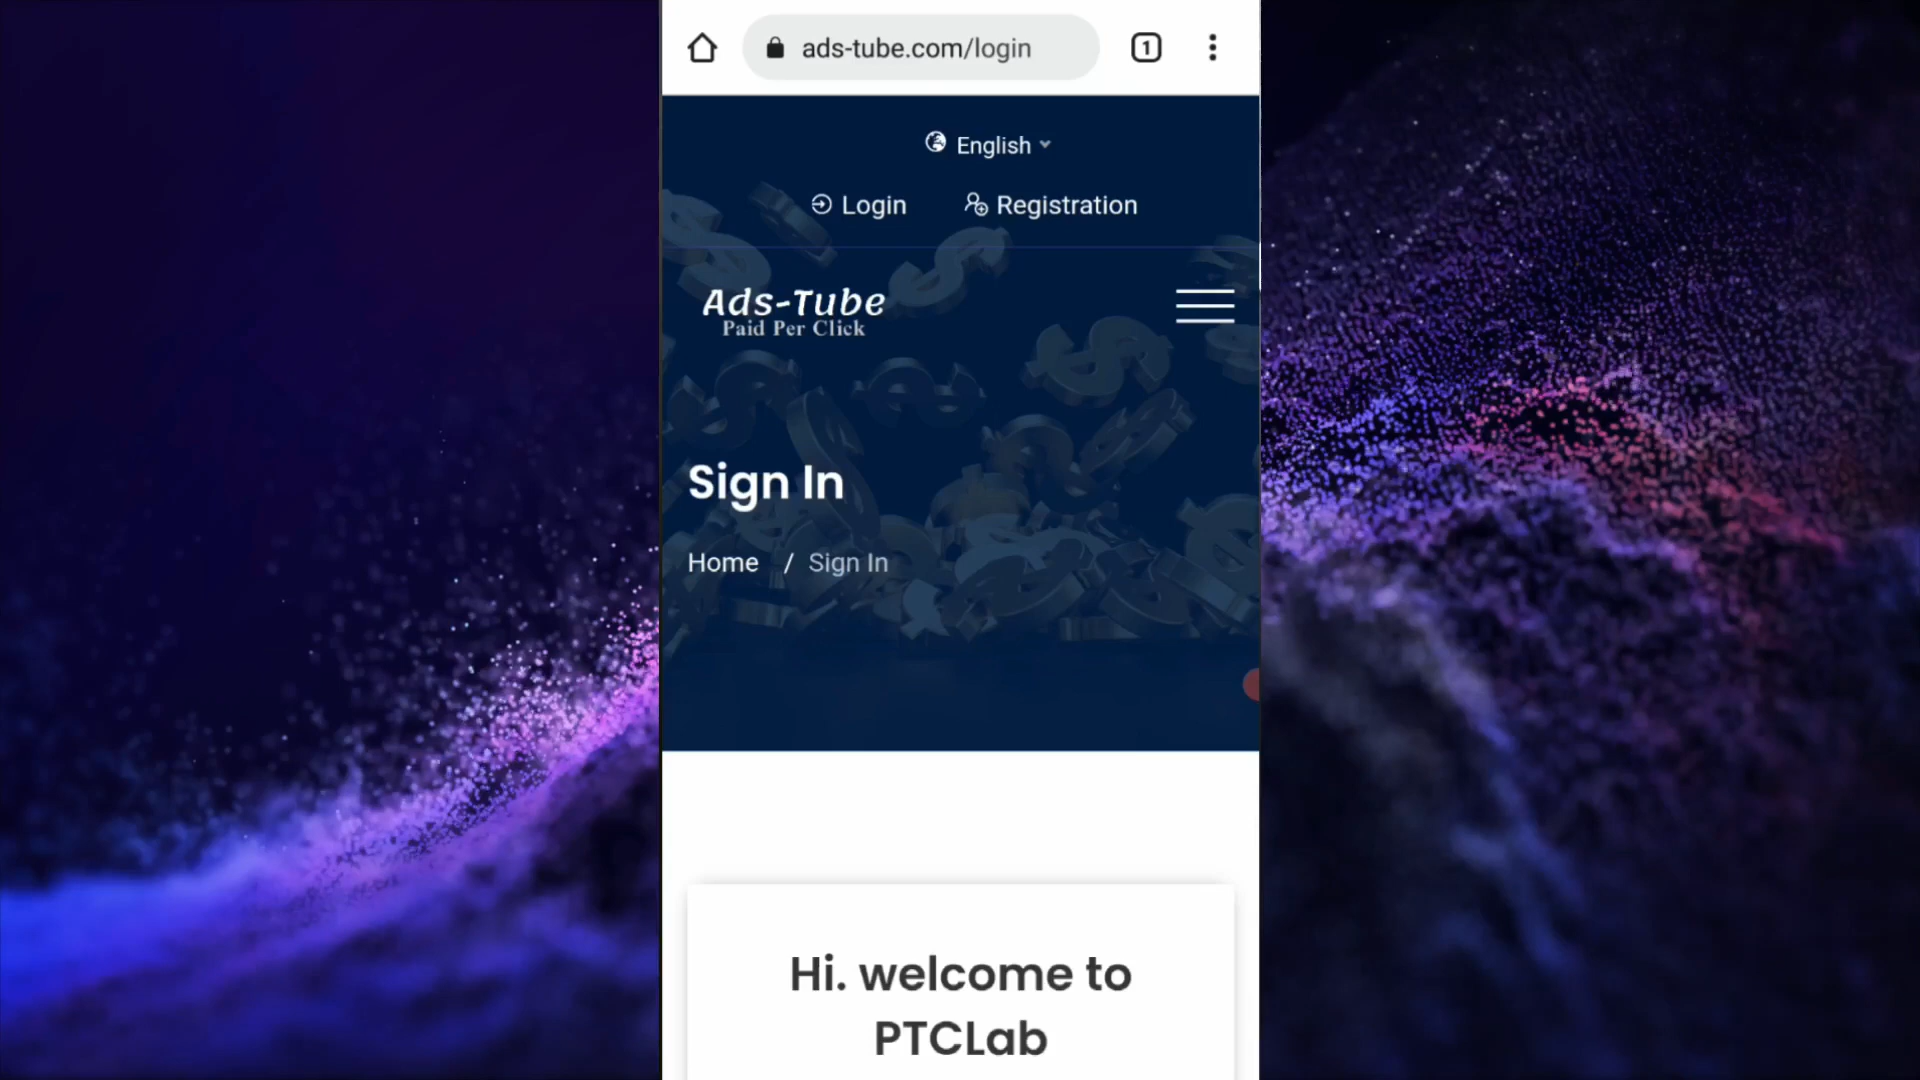 ads-tube.com/login
1
English
Login
Registration
Ads-Tube
Paid Per Click
Sign In
Home / Sign In
Hi. welcome to
PTCLab